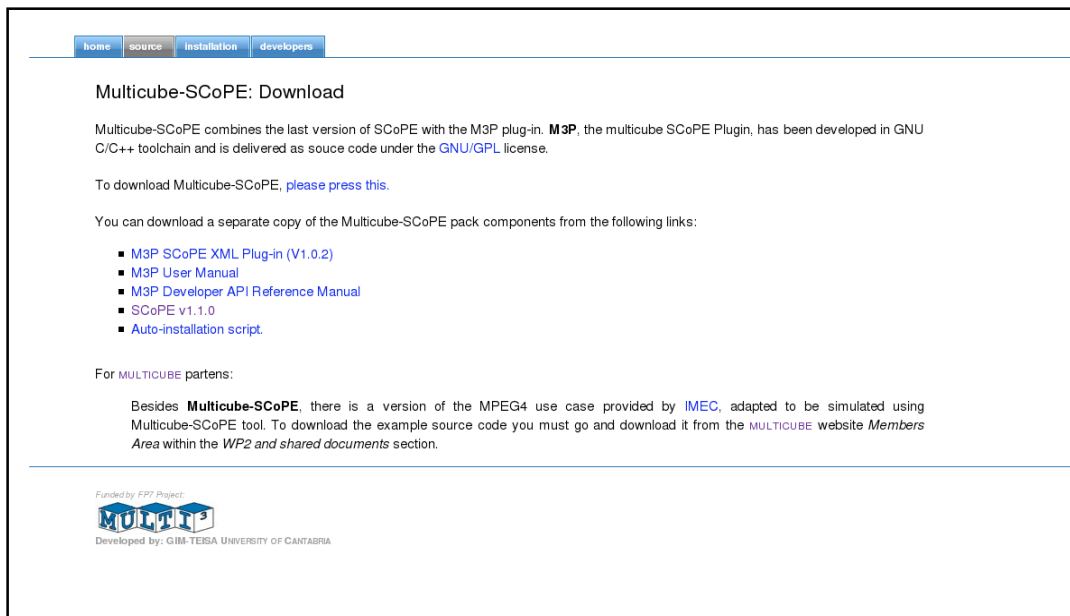 home source installation developers
Multicube-SCoPE: Download
Multicube-SCoPE combines the last version of SCoPE with the M3P plug-in. M3P, the multicube SCoPE Plugin, has been developed in GNU
C/C++ toolchain and is delivered as souce code under the GNU/GPL license.
To download Multicube-SCoPE, please press this.
You can download a separate copy of the Multicube-SCoPE pack components from the following links:
M3P SCoPE XML Plug-in (V1.0.2)
M3P User Manual
M3P Developer API Reference Manual
SCoPE v1.1.0
Auto-installation script.
For MULTICUBE partens:
Besides Multicube-SCoPE, there is a version of the MPEG4 use case provided by IMEC, adapted to be simulated using
Multicube-SCoPE tool. To download the example source code you must go and download it from the MULTICUBE website Members
Area within the WP2 and shared documents section.
Funded by FP7 Project:
MULTI3
Developed by: GIM-TEISA UNIVERSITY OF CANTABRIA